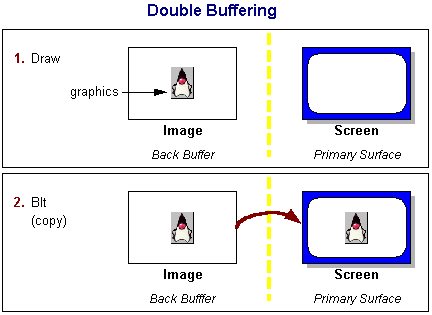 Double Buffering
1. Draw
graphics
Image
Screen
Back Buffer
Primary Surface
2. Blt
(copy)
Image
Screen
Back Bufffer
Primary Surface